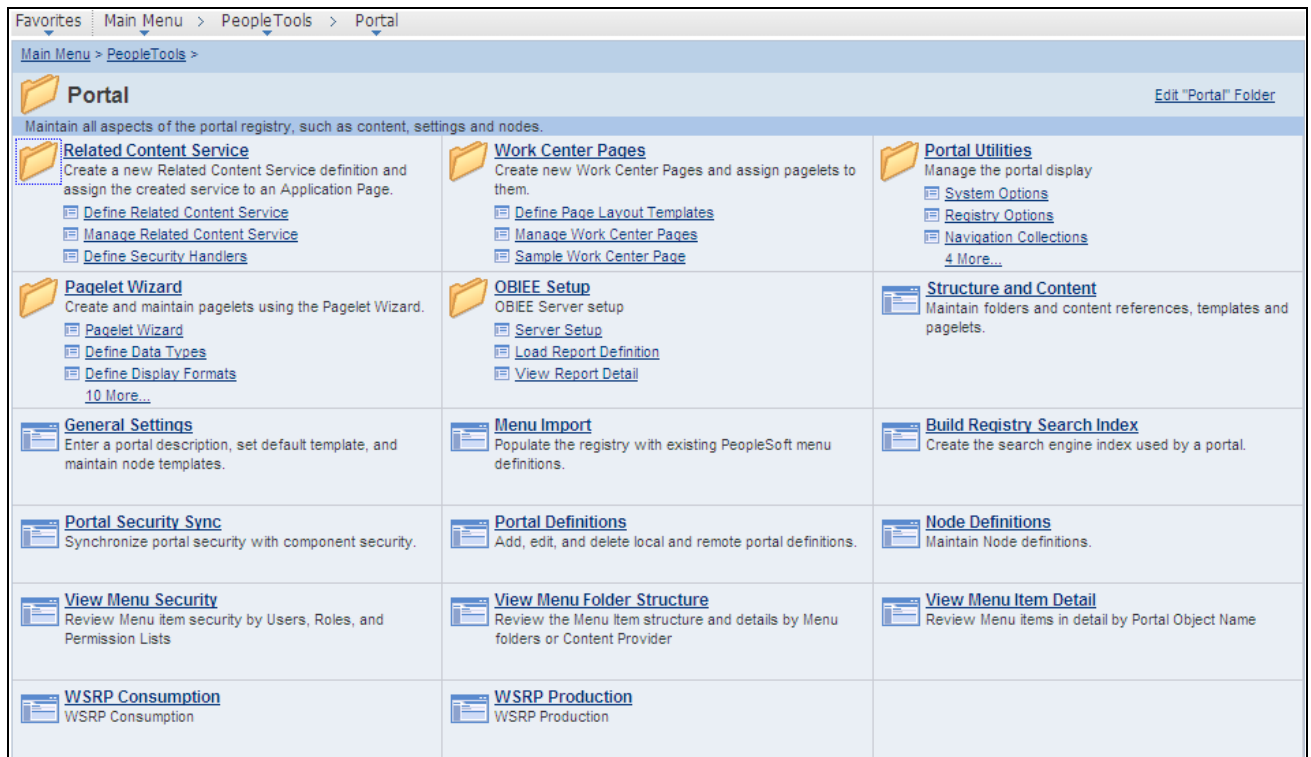 Favorites Main Menu > PeopleTools > Portal
Main Menu > PeopleTools >
Portal
Edit "Portal" Folder
Maintain all aspects of the portal registry, such as content, settings and nodes.
Related Content Service
Create a new Related Content Service definition and
assign the created service to an Application Page.
Define Related Content Service
Manage Related Content Service
Define Security Handlers
Work Center Pages
Create new Work Center Pages and assign pagelets to
them.
Define Page Layout Templates
Manage Work Center Pages
Sample Work Center Page
Portal Utilities
Manage the portal display
System Options
Registry Options
Navigation Collections
4 More...
Pagelet Wizard
Create and maintain pagelets using the Pagelet Wizard.
Pagelet Wizard
Define Data Types
Define Display Formats
10 More...
OBIEE Setup
OBIEE Server setup
Server Setup
Load Report Definition
View Report Detail
Structure and Content
Maintain folders and content references, templates and
pagelets.
General Settings
Enter a portal description, set default template, and
maintain node templates.
Menu Import
Populate the registry with existing PeopleSoft menu
definitions.
Build Registry Search Index
Create the search engine index used by a portal.
Portal Security Sync
Synchronize portal security with component security.
Portal Definitions
Add, edit, and delete local and remote portal definitions.
Node Definitions
Maintain Node definitions.
View Menu Security
Review Menu item security by Users, Roles, and
Permission Lists
View Menu Folder Structure
Review the Menu Item structure and details by Menu
folders or Content Provider
View Menu Item Detail
Review Menu items in detail by Portal Object Name
WSRP Consumption
WSRP Consumption
WSRP Production
WSRP Production